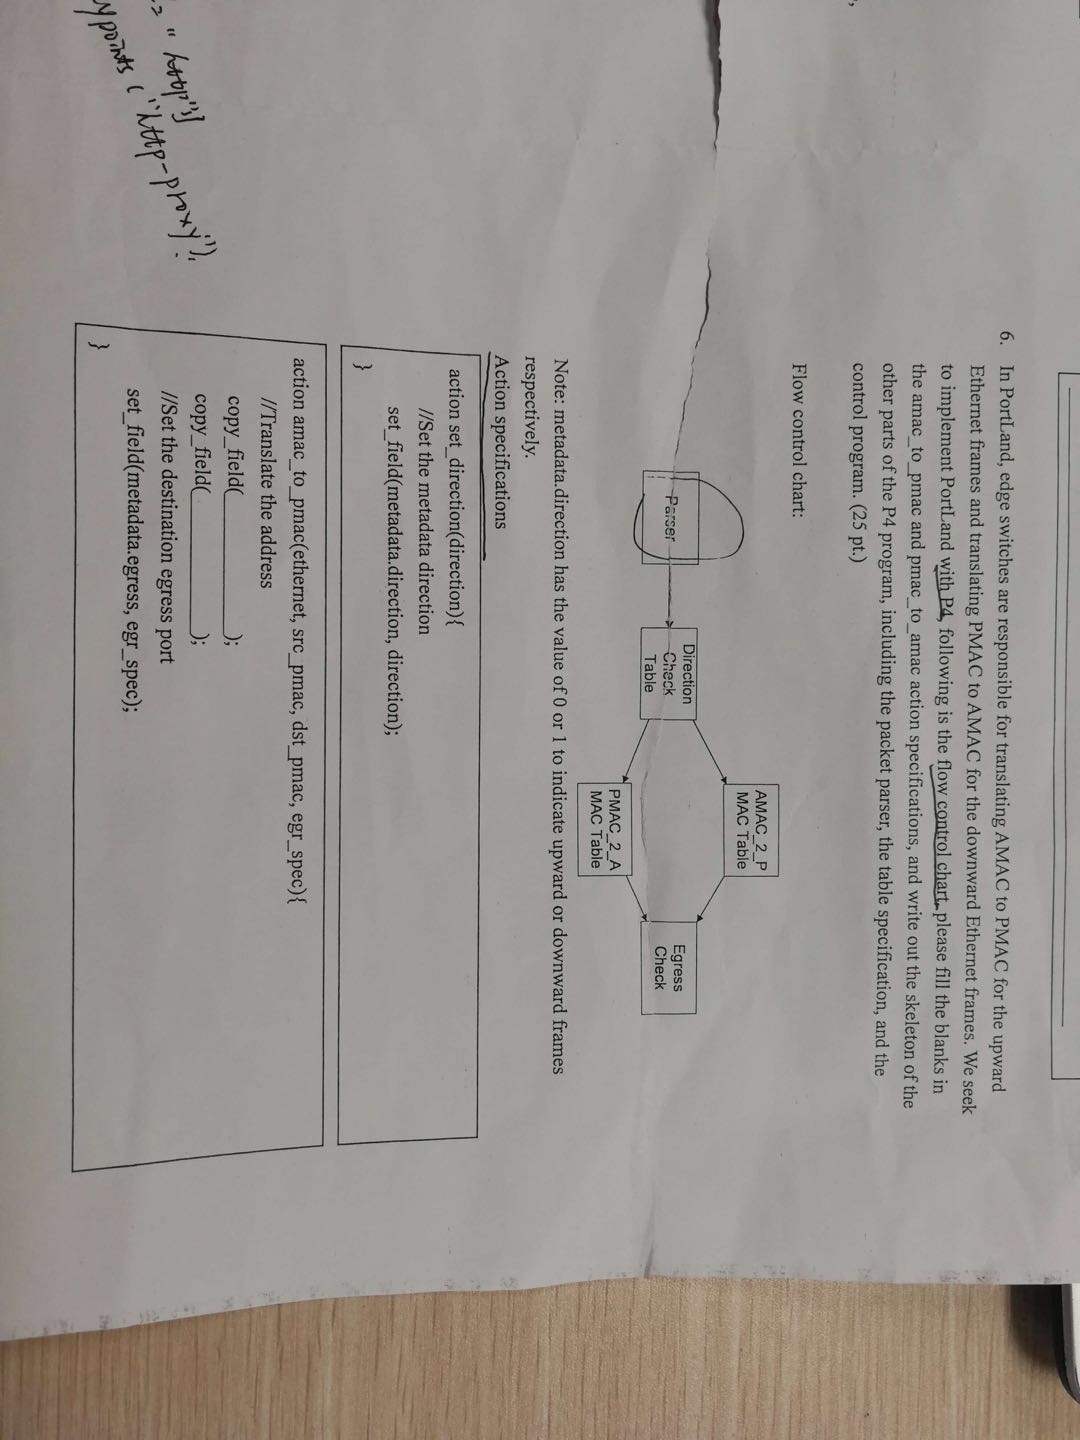 6. In PortLand, edge switches are responsible for translating AMAC to PMAC for the upward
Ethernet frames and translating PMAC to AMAC for the downward Ethernet frames. We seek
to implement PortLand with P4, following is the flow control chart, please fill the blanks in
the amac_to_pmac and pmac_to_amac action specifications, and write out the skeleton of the
other parts of the P4 program, including the packet parser, the table specification, and the
control program. (25 pt.)
Flow control chart:
Parser
Direction
Check
Table
AMAC_2_P
MAC Table
PMAC_2_A
MAC Table
Egress
Check
Note: metadata.direction has the value of 0 or 1 to indicate upward or downward frames
respectively.
Action specifications
action set_direction(direction){
//Set the metadata direction
set_field(metadata.direction, direction);
}
action amac_to_pmac(ethernet, src_pmac, dst_pmac, egr_spec){
//Translate the address
copy_field(__________);
copy_field(__________);
//Set the destination egress port
set_field(metadata.egress, egr_spec);
}
"http"}]
ypoints ("http-proxy");